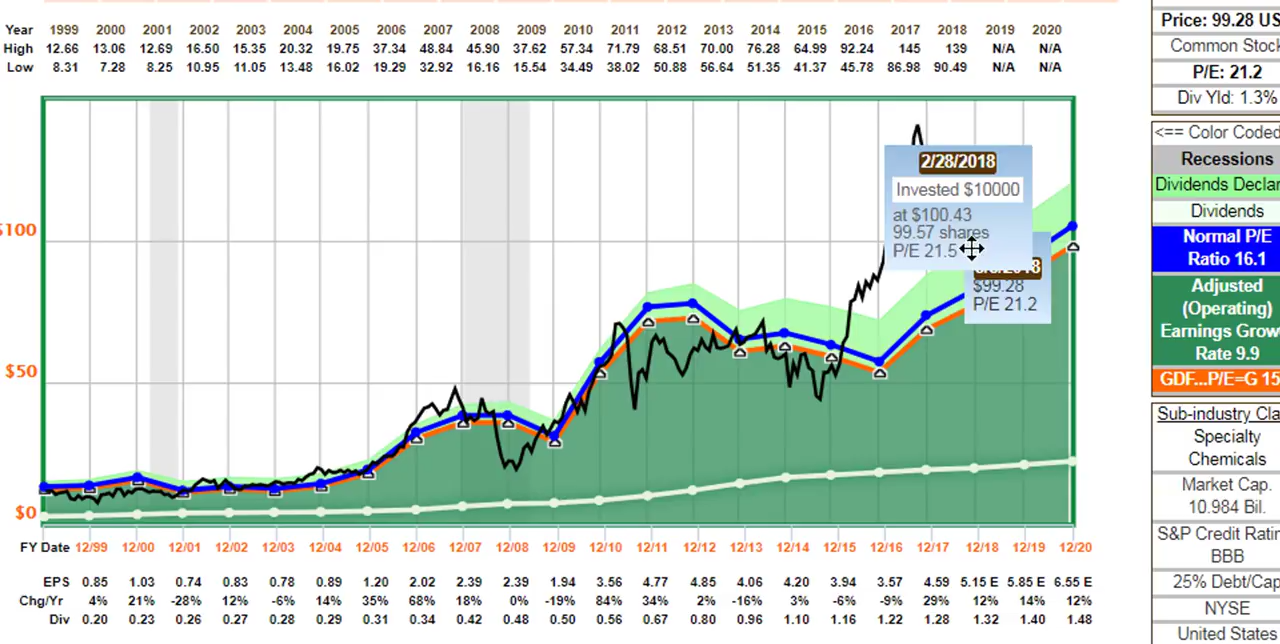 Year 1999 2000 2001 2002 2003 2004 2005 2006 2007 2008 2009 2010 2011 2012 2013 2014 2015 2016 2017 2018 2019 2020
High 12.66 13.06 12.69 16.50 15.35 20.32 19.75 37.34 48.84 45.90 37.62 57.34 71.79 68.51 70.00 76.28 64.99 92.24 145 139 N/A N/A
Low 8.31 7.28 8.25 10.95 11.05 13.48 16.02 19.29 32.92 16.16 15.54 34.49 38.02 50.88 56.64 51.35 41.37 45.78 86.98 90.49 N/A N/A
$100
$50
$0
2/28/2018
Invested $10000
at $100.43
99.57 shares
P/E 21.5
$99.28
P/E 21.2
FY Date 12/99 12/00 12/01 12/02 12/03 12/04 12/05 12/06 12/07 12/08 12/09 12/10 12/11 12/12 12/13 12/14 12/15 12/16 12/17 12/18 12/19 12/20
EPS 0.85 1.03 0.74 0.83 0.78 0.89 1.20 2.02 2.39 2.39 1.94 3.56 4.77 4.85 4.06 4.20 3.94 3.57 4.59 5.15 E 5.85 E 6.55 E
Chg/Yr 4% 21% -28% 12% -6% 14% 35% 68% 18% 0% -19% 84% 34% 2% -16% 3% -6% -9% 29% 12% 14% 12%
Div 0.20 0.23 0.26 0.27 0.28 0.29 0.31 0.34 0.42 0.48 0.50 0.56 0.67 0.80 0.96 1.10 1.16 1.22 1.28 1.32 1.40 1.48
Price: 99.28 US
Common Stock
P/E: 21.2
Div Yld: 1.3%
<== Color Coded
Recessions
Dividends Declar
Dividends
Normal P/E
Ratio 16.1
Adjusted
(Operating)
Earnings Grow
Rate 9.9
GDF...P/E=G 15
Sub-industry Cla
Specialty
Chemicals
Market Cap.
10.984 Bil.
S&P Credit Ratin
BBB
25% Debt/Cap
NYSE
United States